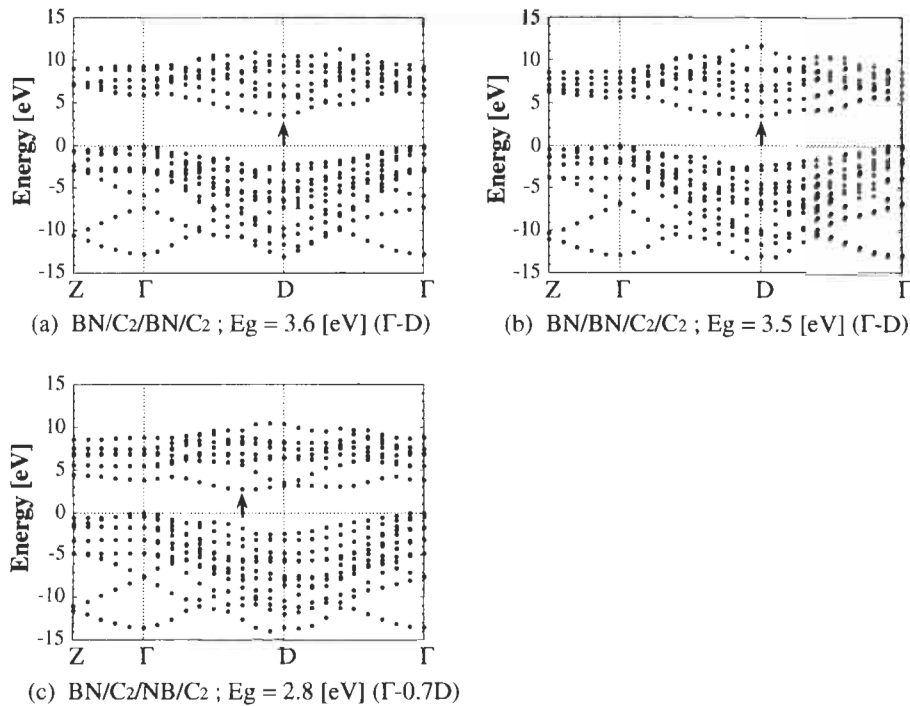 15
10
5
0
-5
-10
-15
Energy [eV]
Z Γ D Γ
(a) BN/C2/BN/C2 ; Eg = 3.6 [eV] (Γ-D)
15
10
5
0
-5
-10
-15
Energy [eV]
Z Γ D Γ
(b) BN/BN/C2/C2 ; Eg = 3.5 [eV] (Γ-D)
15
10
5
0
-5
-10
-15
Energy [eV]
Z Γ D Γ
(c) BN/C2/NB/C2 ; Eg = 2.8 [eV] (Γ-0.7D)